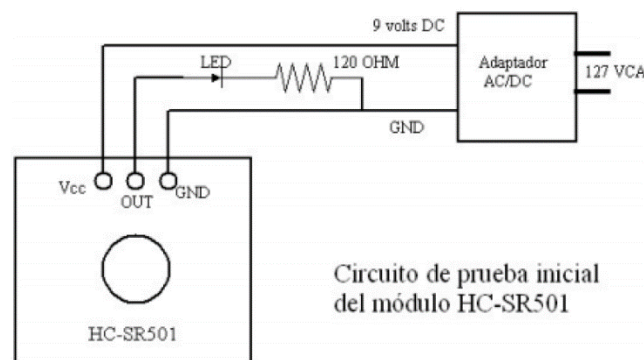 9 volts DC
LED
120 OHM
Adaptador
AC/DC
127 VCA
GND
Vcc
OUT
GND
HC-SR501
Circuito de prueba inicial
del módulo HC-SR501